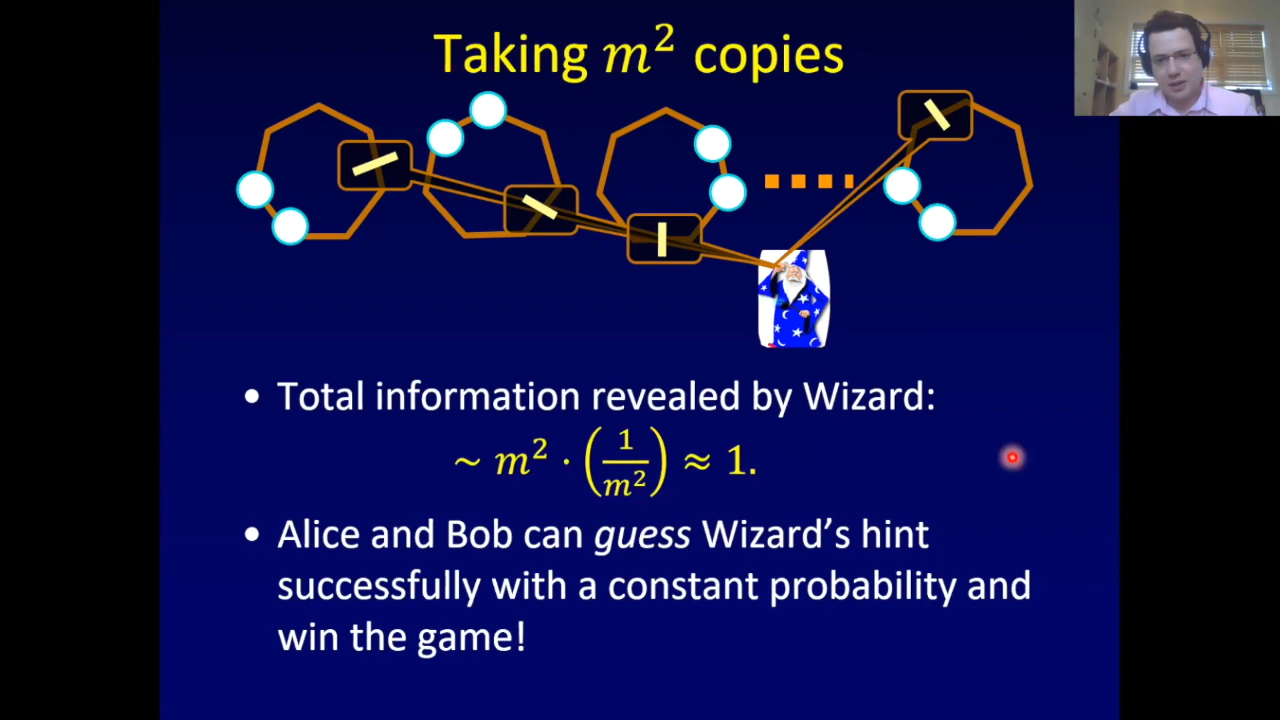 Taking m² copies
• Total information revealed by Wizard:
~ m² · (1/m²) ≈ 1.
• Alice and Bob can guess Wizard's hint
successfully with a constant probability and
win the game!